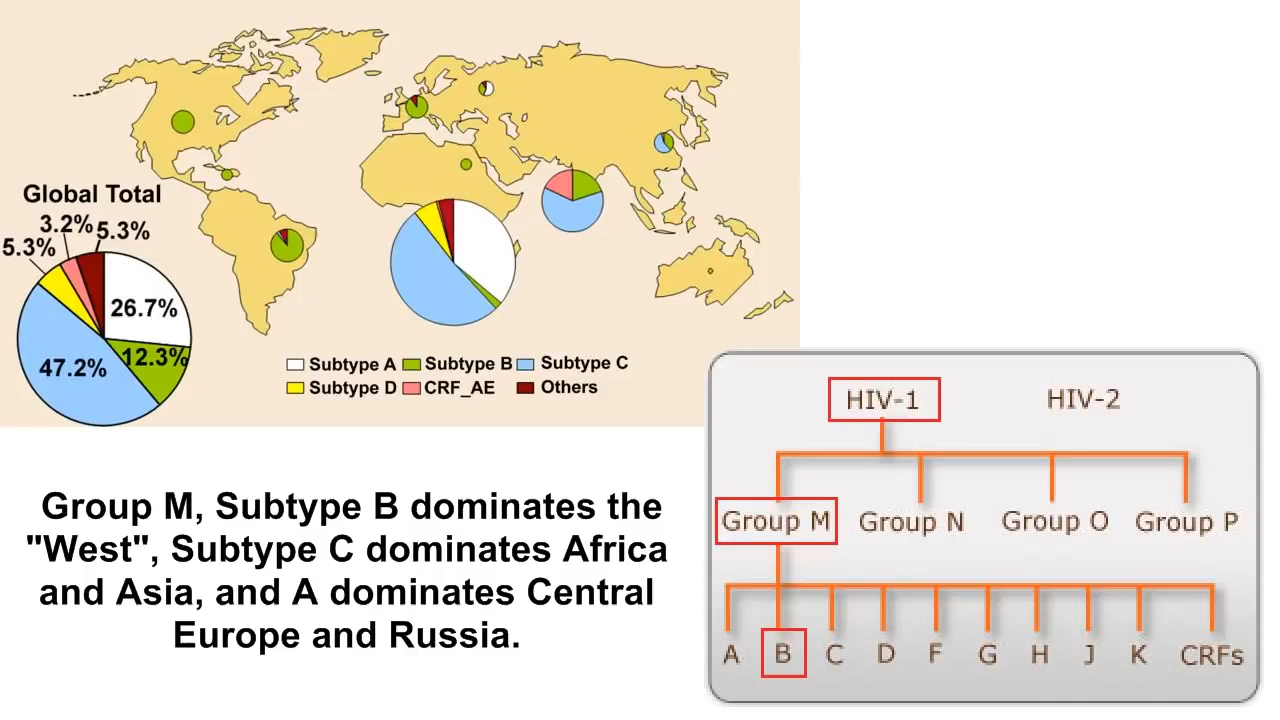 Global Total
3.2%
5.3%
5.3%
26.7%
12.3%
47.2%
Subtype A
Subtype B
Subtype C
Subtype D
CRF_AE
Others
Group M, Subtype B dominates the
"West", Subtype C dominates Africa
and Asia, and A dominates Central
Europe and Russia.
HIV-1
HIV-2
Group M
Group N
Group O
Group P
A
B
C
D
F
G
H
J
K
CRFs